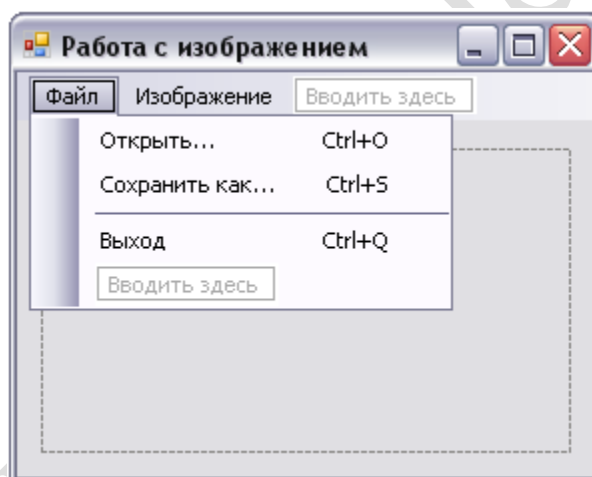 Работа с изображением
Файл Изображение Вводить здесь
Открыть... Ctrl+O
Сохранить как... Ctrl+S
Выход Ctrl+Q
Вводить здесь